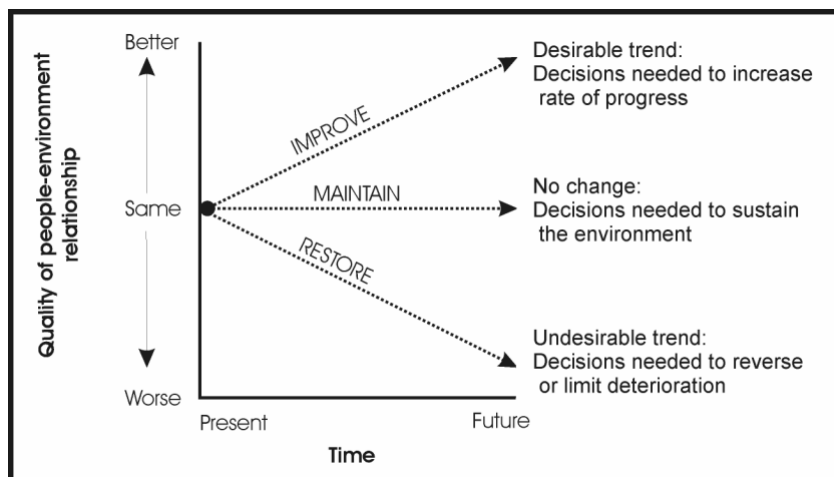 Better
Same
Worse
Quality of people-environment
relationship
IMPROVE
MAINTAIN
RESTORE
Desirable trend:
Decisions needed to increase
rate of progress
No change:
Decisions needed to sustain
the environment
Undesirable trend:
Decisions needed to reverse
or limit deterioration
Present
Future
Time